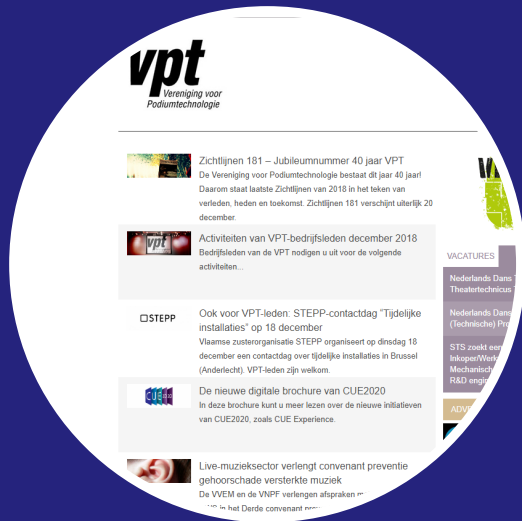 vpt
Vereniging voor
Podiumtechnologie
Zichtlijnen 181 – Jubileumnummer 40 jaar VPT
De Vereniging voor Podiumtechnologie bestaat dit jaar 40 jaar!
Daarom staat laatste Zichtlijnen van 2018 in het teken van
verleden, heden en toekomst. Zichtlijnen 181 verschijnt uiterlijk 20
december.
vpt
Activiteiten van VPT-bedrijfsleden december 2018
Bedrijfsleden van de VPT nodigen u uit voor de volgende
activiteiten...
STEPP
Ook voor VPT-leden: STEPP-contactdag "Tijdelijke
installaties" op 18 december
Vlaamse zusterorganisatie STEPP organiseert op dinsdag 18
december een contactdag over tijdelijke installaties in Brussel
(Anderlecht). VPT-leden zijn welkom.
CUE2020
De nieuwe digitale brochure van CUE2020
In deze brochure kunt u meer lezen over de nieuwe initiatieven
van CUE2020, zoals CUE Experience.
Live-muzieksector verlengt convenant preventie
gehoorschade versterkte muziek
De VVEM en de VNPF verlengen afspraken
in het Derde convenant
VACATURES
Nederlands Dans
Theatertechnicus
Nederlands Dans
(Technische)
STS zoekt een
Inkoper/
Mechanisch
R&D